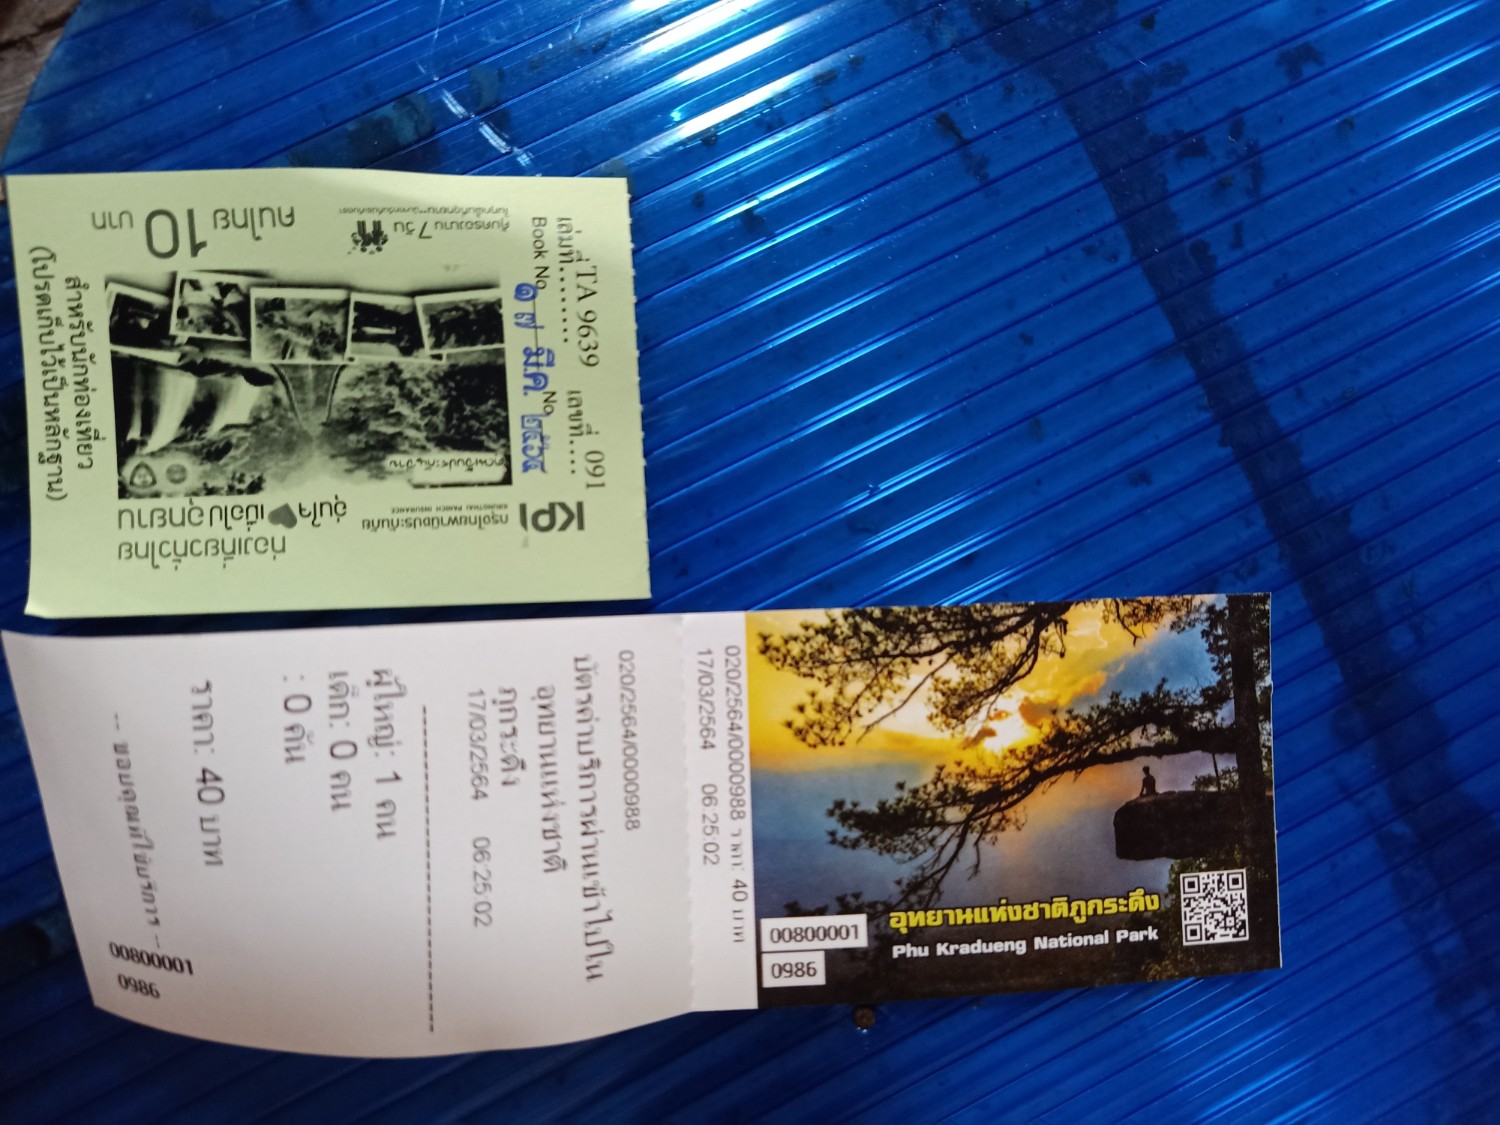 ท่องเที่ยวทั่วไทย
อุ่นใจ
เมื่อไปอุทยาน
KPI
กรุงไทยพานิชประกันภัย
KRUNGTHAI PANICH INSURANCE
คนไทย 10 บาท
คุ้มครองนาน 7 วัน
สำหรับนักท่องเที่ยว
(โปรดเก็บไว้เป็นหลักฐาน)
เล่มที่........ เลขที่....
TA 9639 091
Book No. No.
๑๗ มี.ค. ๒๕๖๔
020/2564/0000988
บัตรค่าบริการผ่านเข้าไปใน
อุทยานแห่งชาติ
ภูกระดึง
17/03/2564 06:25:02
ผู้ใหญ่: 1 คน
เด็ก: 0 คน
: 0 คัน
ราคา: 40 บาท
-- ขอบคุณที่ใช้บริการ --
00800001
0986
020/2564/0000988 ราคา: 40 บาท
17/03/2564 06:25:02
00800001
0986
อุทยานแห่งชาติภูกระดึง
Phu Kradueng National Park